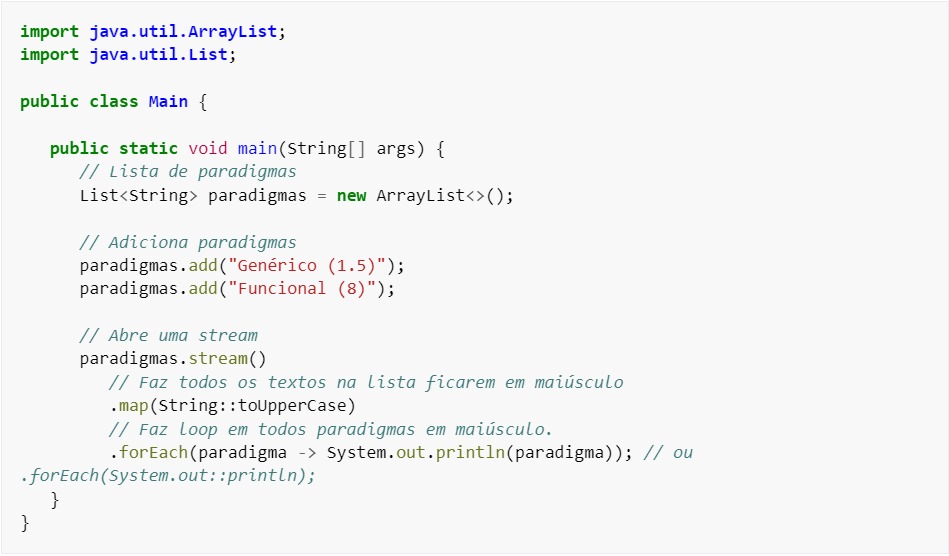 import java.util.ArrayList;
import java.util.List;
public class Main {
public static void main(String[] args) {
// Lista de paradigmas
List<String> paradigmas = new ArrayList<>();
// Adiciona paradigmas
paradigmas.add("Genérico (1.5)");
paradigmas.add("Funcional (8)");
// Abre uma stream
paradigmas.stream()
// Faz todos os textos na lista ficarem em maiúsculo
.map(String::toUpperCase)
// Faz loop em todos paradigmas em maiúsculo.
.forEach(paradigma -> System.out.println(paradigma)); // ou
.forEach(System.out::println);
}
}